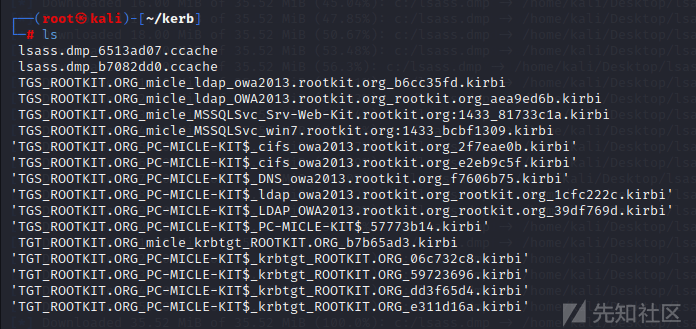 ┌──(root㉿kali)-[~/kerb]
└─# ls
lsass.dmp_6513ad07.ccache
lsass.dmp_b7082dd0.ccache
TGS_ROOTKIT.ORG_micle_ldap_owa2013.rootkit.org_b6cc35fd.kirbi
TGS_ROOTKIT.ORG_micle_ldap_OWA2013.rootkit.org_rootkit.org_aea9ed6b.kirbi
TGS_ROOTKIT.ORG_micle_MSSQLSvc_Srv-Web-Kit.rootkit.org:1433_81733c1a.kirbi
TGS_ROOTKIT.ORG_micle_MSSQLSvc_win7.rootkit.org:1433_bcbf1309.kirbi
'TGS_ROOTKIT.ORG_PC-MICLE-KIT$_cifs_owa2013.rootkit.org_2f7eae0b.kirbi'
'TGS_ROOTKIT.ORG_PC-MICLE-KIT$_cifs_owa2013.rootkit.org_e2eb9c5f.kirbi'
'TGS_ROOTKIT.ORG_PC-MICLE-KIT$_DNS_owa2013.rootkit.org_f7606b75.kirbi'
'TGS_ROOTKIT.ORG_PC-MICLE-KIT$_ldap_owa2013.rootkit.org_rootkit.org_1cfc222c.kirbi'
'TGS_ROOTKIT.ORG_PC-MICLE-KIT$_LDAP_OWA2013.rootkit.org_rootkit.org_39df769d.kirbi'
'TGS_ROOTKIT.ORG_PC-MICLE-KIT$_PC-MICLE-KIT$_57773b14.kirbi'
TGT_ROOTKIT.ORG_micle_krbtgt_ROOTKIT.ORG_b7b65ad3.kirbi
'TGT_ROOTKIT.ORG_PC-MICLE-KIT$_krbtgt_ROOTKIT.ORG_06c732c8.kirbi'
'TGT_ROOTKIT.ORG_PC-MICLE-KIT$_krbtgt_ROOTKIT.ORG_59723696.kirbi'
'TGT_ROOTKIT.ORG_PC-MICLE-KIT$_krbtgt_ROOTKIT.ORG_dd3f65d4.kirbi'
'TGT_ROOTKIT.ORG_PC-MICLE-KIT$_krbtgt_ROOTKIT.ORG_e311d16a.kirbi'
先知社区